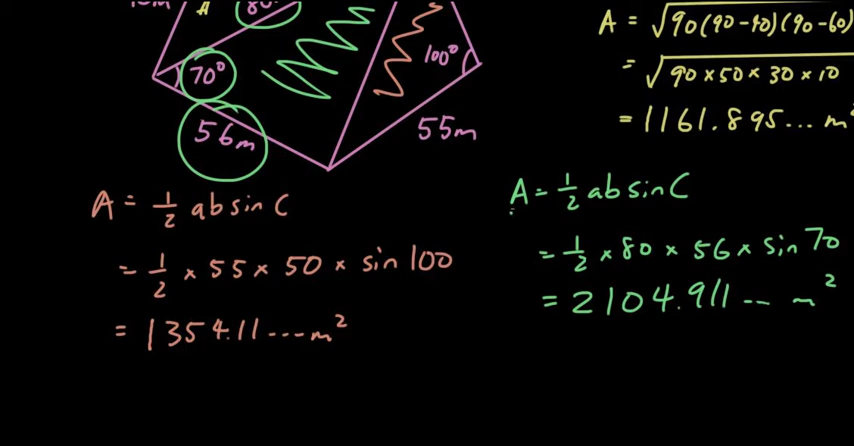 A
80
A = √90(90-40)(90-60)
70°
100°
= √90 × 50 × 30 × 10
56m
55m
= 1161.895... m²
A = ½ ab sin C
= ½ × 55 × 50 × sin 100
= 1354.11 ---- m²
A = ½ ab sin C
= ½ × 80 × 56 × sin 70
= 2104.911 --- m²